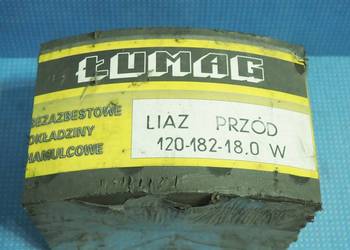 ŁUMAG
BEZAZBESTOWE
OKŁADZINY
HAMULCOWE
LIAZ PRZÓD
120-182-18.0 W